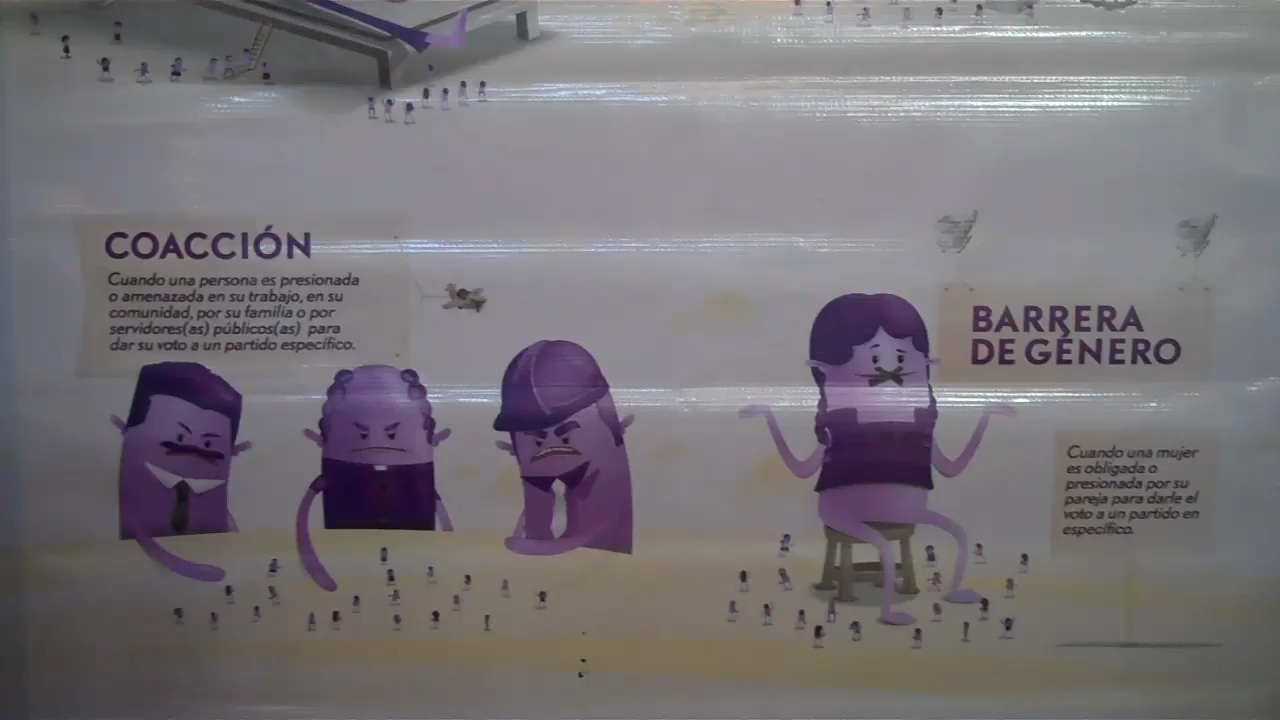 COACCIÓN
Cuando una persona es presionada
o amenazada en su trabajo, en su
comunidad, por su familia o por
servidores(as) públicos(as) para
dar su voto a un partido específico.
BARRERA
DE GÉNERO
Cuando una mujer
es obligada o
presionada por su
pareja para darle el
voto a un partido en
específico.